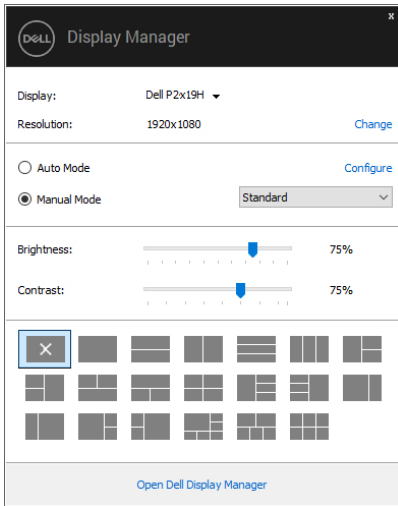 x
DELL Display Manager
Display: Dell P2x19H
Resolution: 1920x1080 Change
Auto Mode Configure
Manual Mode Standard
Brightness: 75%
Contrast: 75%
Open Dell Display Manager